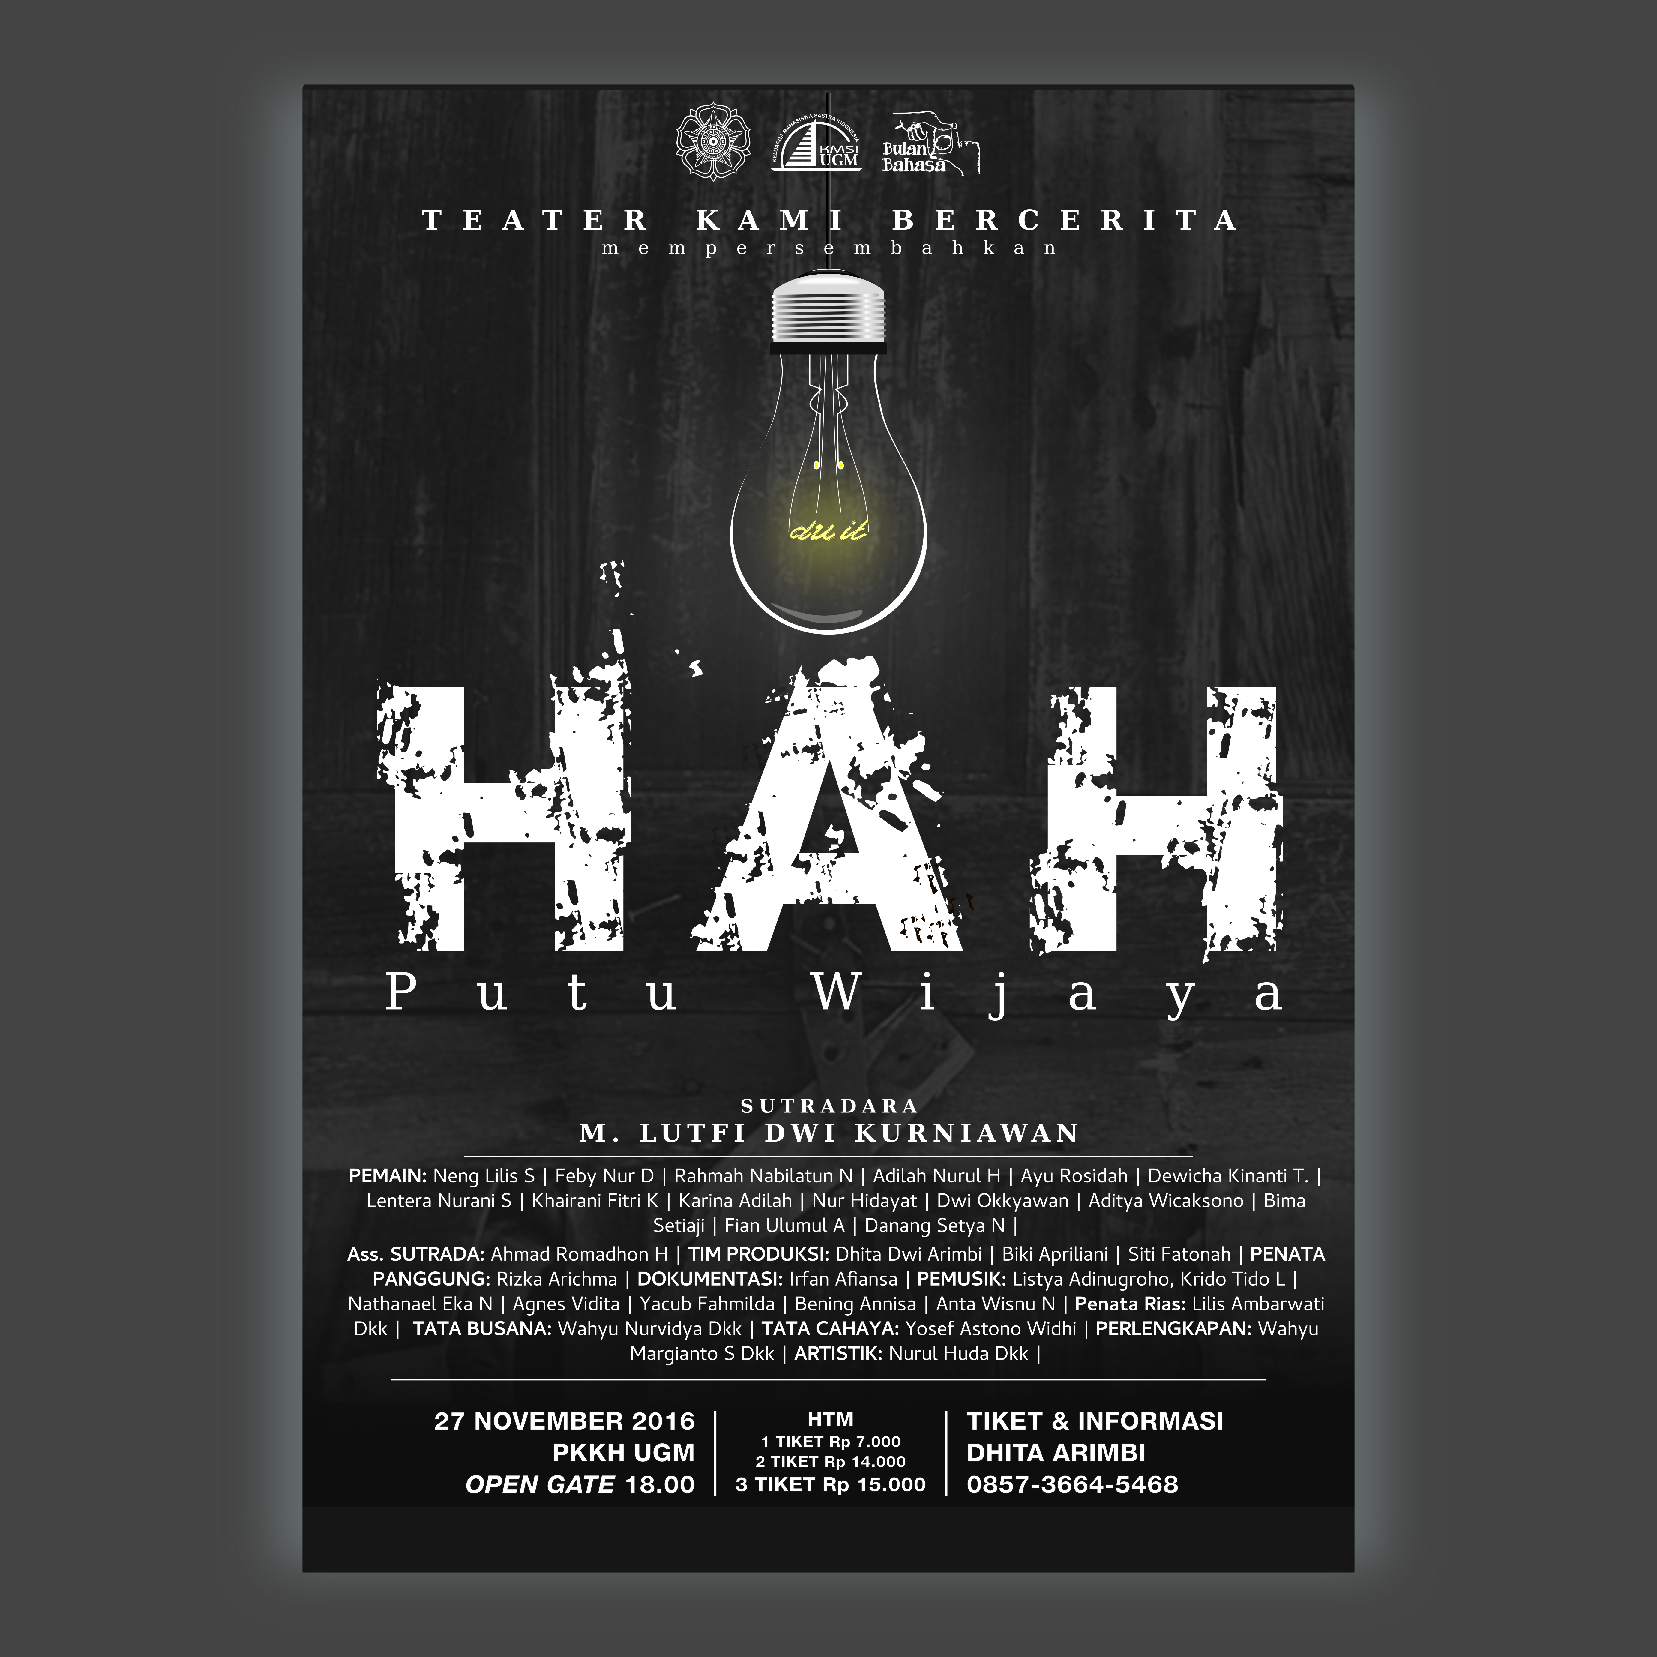 KMSI
UGM
Bulan
Bahasa
TEATER KAMI BERCERITA
mempersembahkan
duit
HAH
Putu Wijaya
SUTRADARA
M. LUTFI DWI KURNIAWAN
PEMAIN: Neng Lilis S | Feby Nur D | Rahmah Nabilatun N | Adilah Nurul H | Ayu Rosidah | Dewicha Kinanti T. |
Lentera Nurani S | Khairani Fitri K | Karina Adilah | Nur Hidayat | Dwi Okkyawan | Aditya Wicaksono | Bima
Setiaji | Fian Ulumul A | Danang Setya N |
Ass. SUTRADA: Ahmad Romadhon H | TIM PRODUKSI: Dhita Dwi Arimbi | Biki Apriliani | Siti Fatonah | PENATA
PANGGUNG: Rizka Arichma | DOKUMENTASI: Irfan Afiansa | PEMUSIK: Listya Adinugroho, Krido Tido L |
Nathanael Eka N | Agnes Vidita | Yacub Fahmilda | Bening Annisa | Anta Wisnu N | Penata Rias: Lilis Ambarwati
Dkk | TATA BUSANA: Wahyu Nurvidya Dkk | TATA CAHAYA: Yosef Astono Widhi | PERLENGKAPAN: Wahyu
Margianto S Dkk | ARTISTIK: Nurul Huda Dkk |
27 NOVEMBER 2016
PKKH UGM
OPEN GATE 18.00
HTM
1 TIKET Rp 7.000
2 TIKET Rp 14.000
3 TIKET Rp 15.000
TIKET & INFORMASI
DHITA ARIMBI
0857-3664-5468